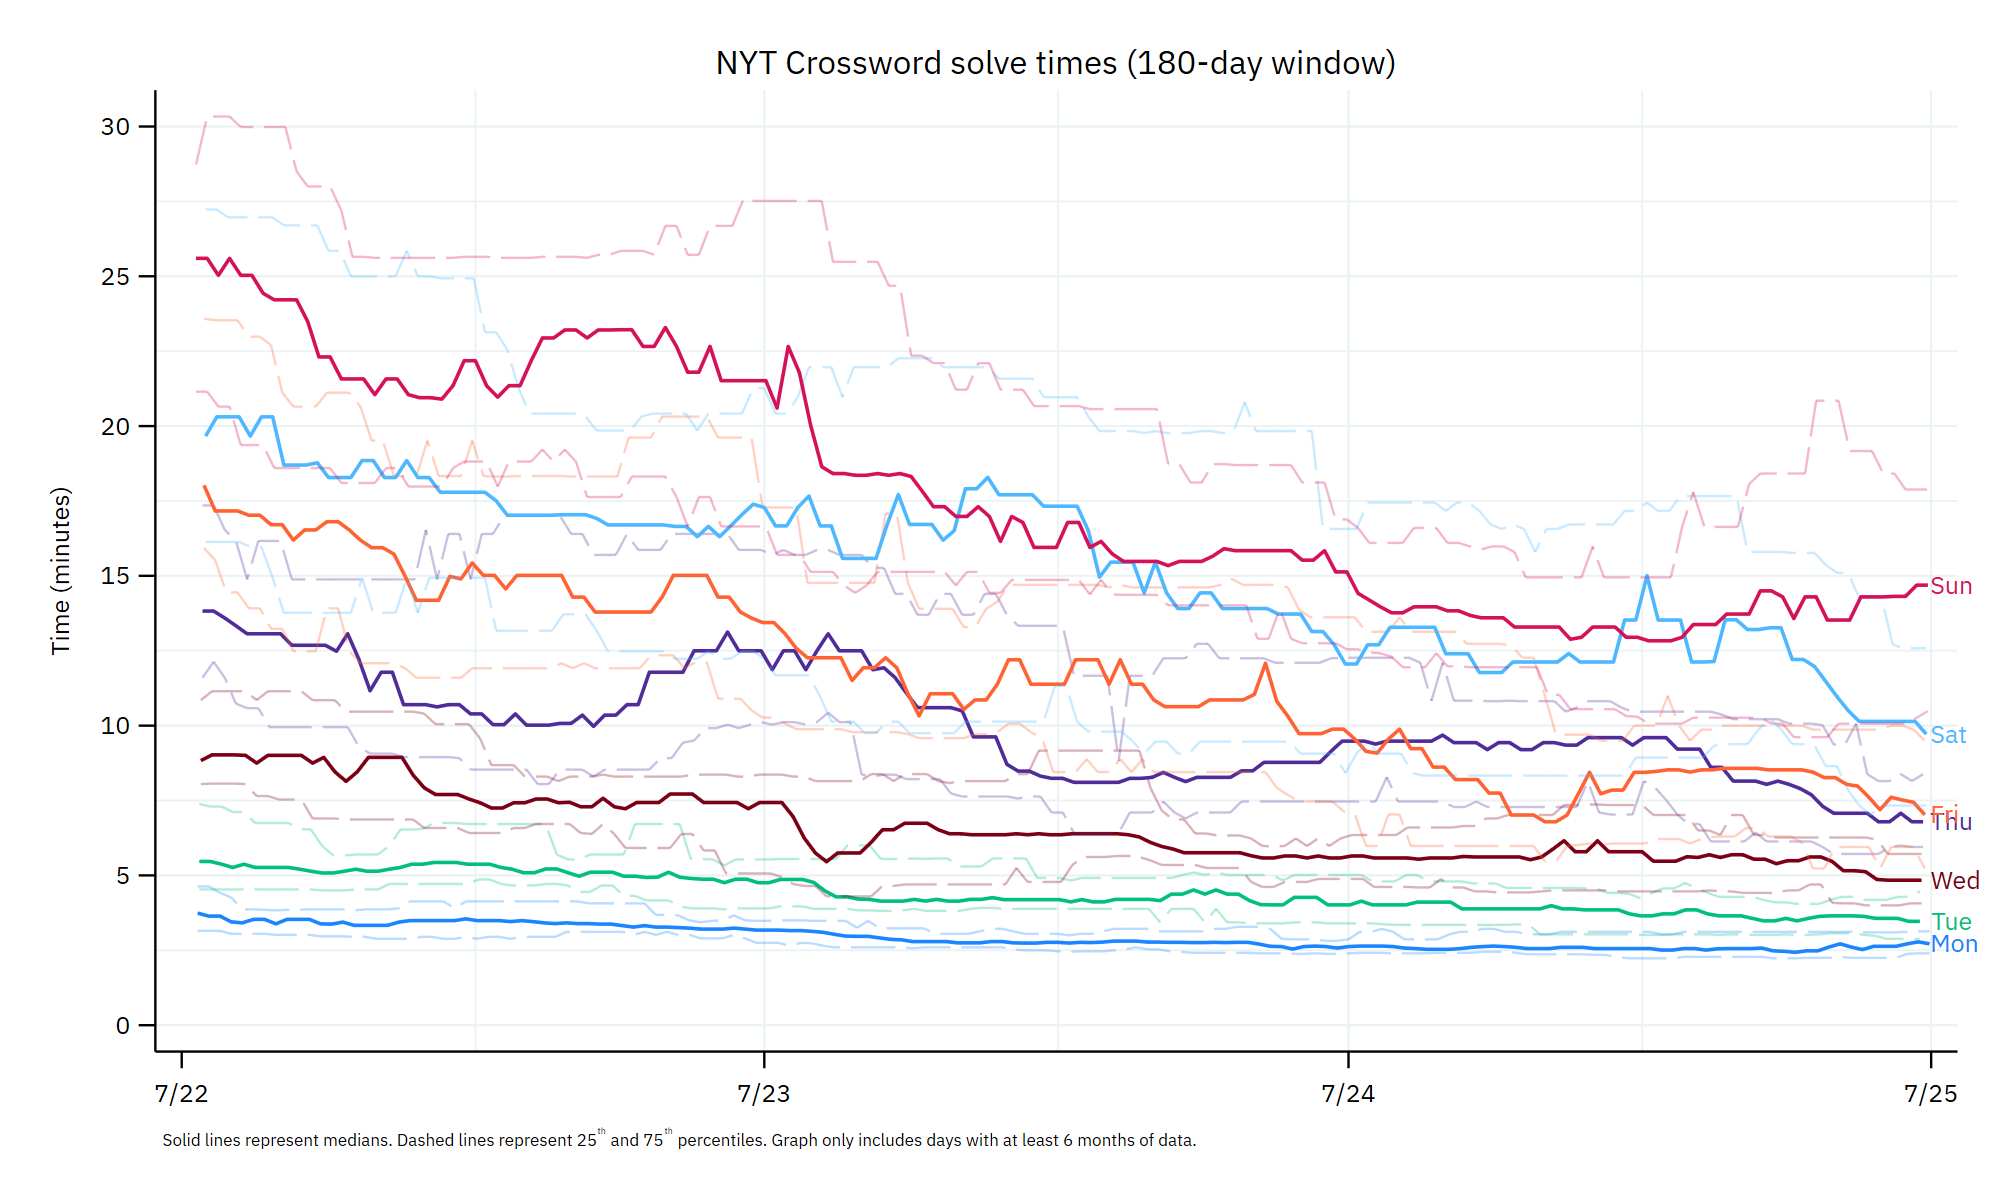 NYT Crossword solve times (180-day window)
Time (minutes)
30
25
20
15
10
5
0
7/22
7/23
7/24
7/25
Sun
Sat
Fri
Thu
Wed
Tue
Mon
Solid lines represent medians. Dashed lines represent 25th and 75th percentiles. Graph only includes days with at least 6 months of data.